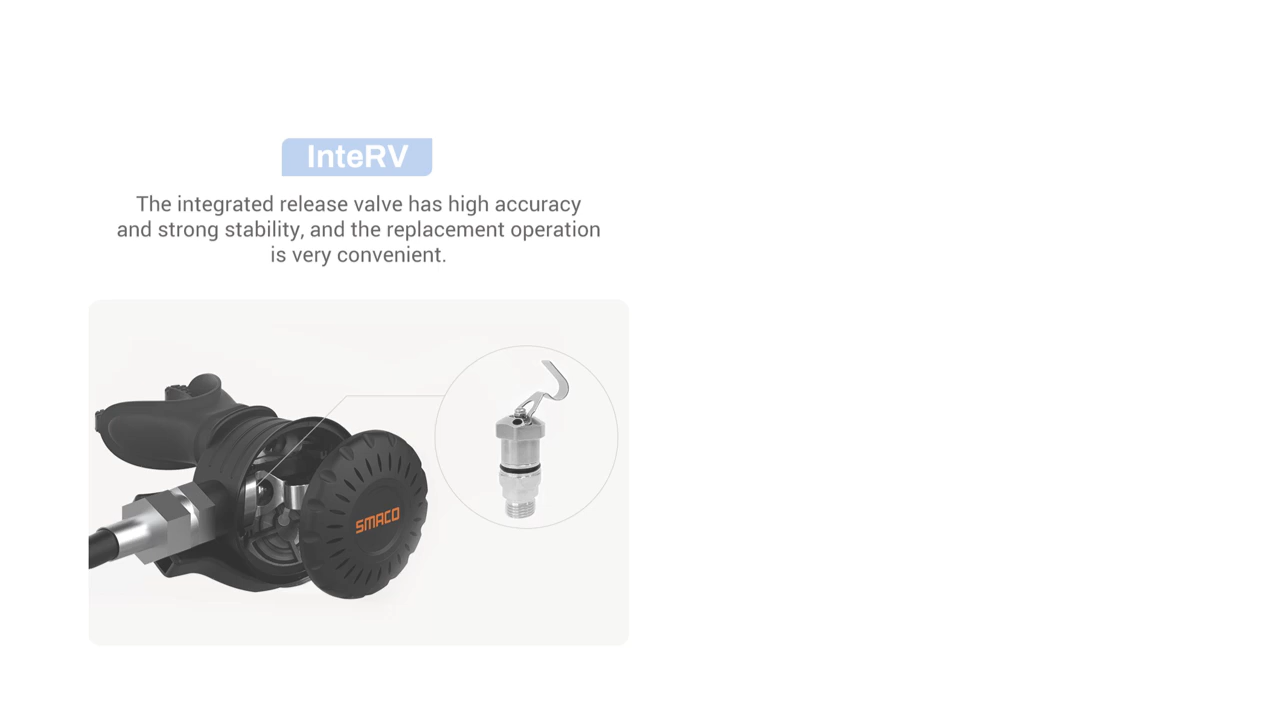 InteRV
The integrated release valve has high accuracy
and strong stability, and the replacement operation
is very convenient.
SMACO